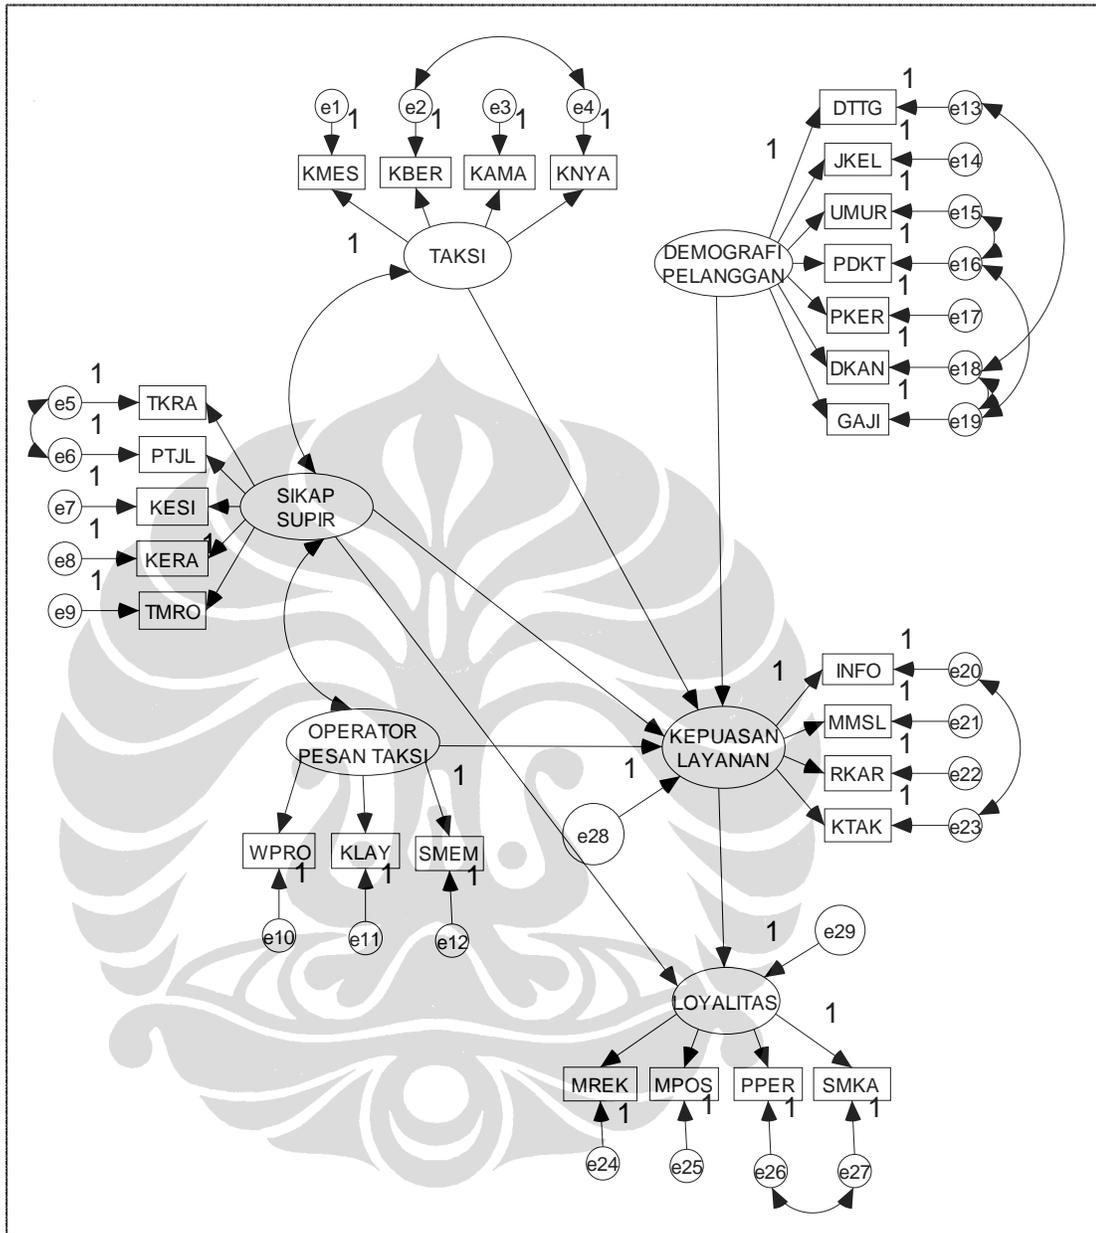 e1
e2
e3
e4
1
1
1
1
KMES
KBER
KAMA
KNYA
1
TAKSI
1
DTTG
e13
1
1
JKEL
e14
1
UMUR
e15
1
DEMOGRAFI
PELANGGAN
PDKT
e16
1
PKER
e17
1
DKAN
e18
1
GAJI
e19
1
e5
TKRA
1
e6
PTJL
1
e7
KESI
1
e8
KERA
1
1
e9
TMRO
SIKAP
SUPIR
OPERATOR
PESAN TAKSI
1
WPRO
KLAY
SMEM
1
1
1
e10
e11
e12
1
1
INFO
e20
1
MMSL
e21
1
RKAR
e22
1
KTAK
e23
KEPUASAN
LAYANAN
1
e28
1
e29
LOYALITAS
1
MREK
MPOS
PPER
SMKA
1
1
1
1
e24
e25
e26
e27